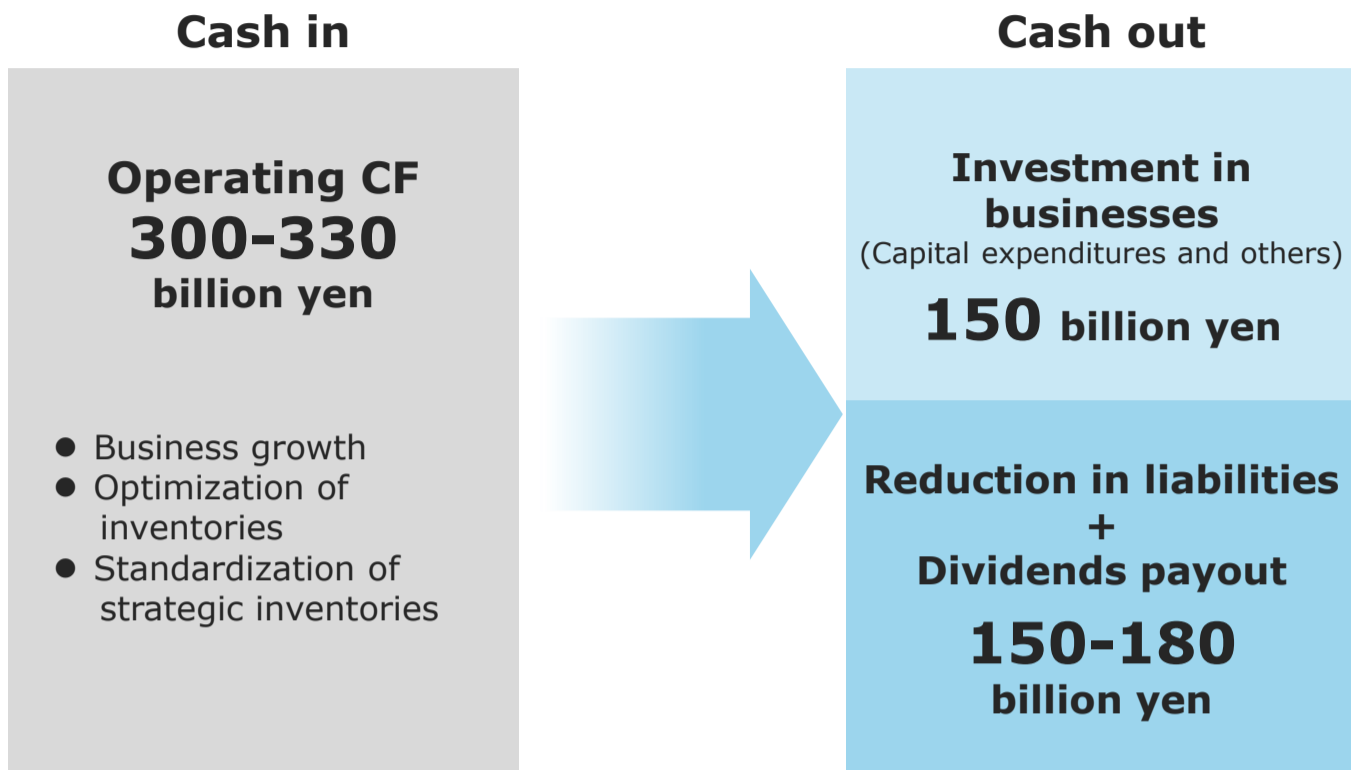 Cash in
Operating CF
300-330
billion yen
● Business growth
● Optimization of
inventories
● Standardization of
strategic inventories
Cash out
Investment in
businesses
(Capital expenditures and others)
150 billion yen
Reduction in liabilities
+
Dividends payout
150-180
billion yen